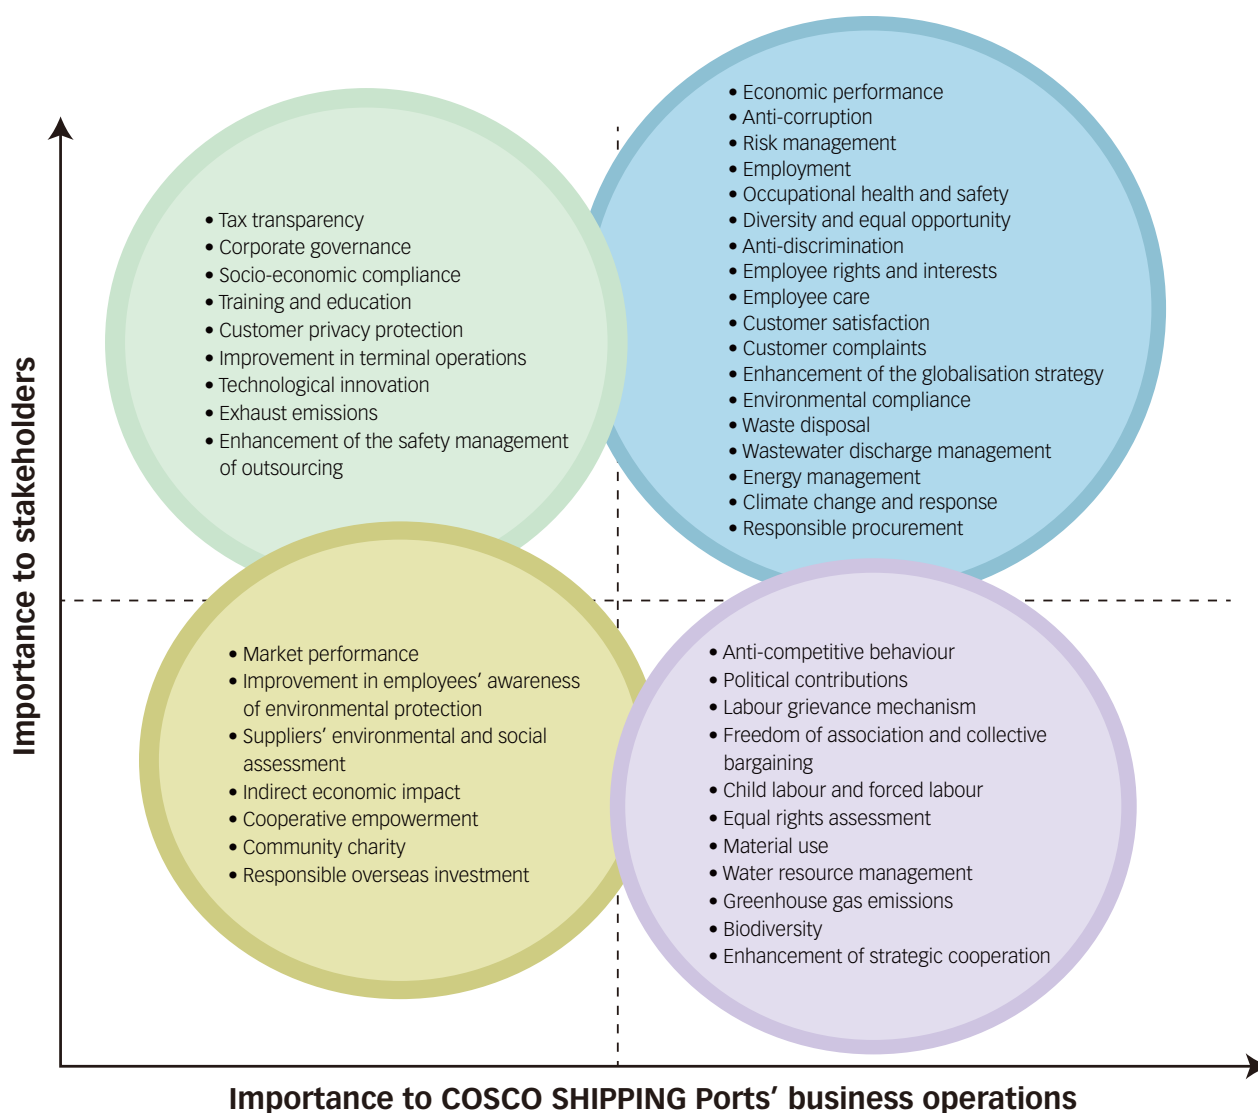 Importance to stakeholders
• Tax transparency
• Corporate governance
• Socio-economic compliance
• Training and education
• Customer privacy protection
• Improvement in terminal operations
• Technological innovation
• Exhaust emissions
• Enhancement of the safety management
of outsourcing
• Economic performance
• Anti-corruption
• Risk management
• Employment
• Occupational health and safety
• Diversity and equal opportunity
• Anti-discrimination
• Employee rights and interests
• Employee care
• Customer satisfaction
• Customer complaints
• Enhancement of the globalisation strategy
• Environmental compliance
• Waste disposal
• Wastewater discharge management
• Energy management
• Climate change and response
• Responsible procurement
• Market performance
• Improvement in employees’ awareness
of environmental protection
• Suppliers’ environmental and social
assessment
• Indirect economic impact
• Cooperative empowerment
• Community charity
• Responsible overseas investment
• Anti-competitive behaviour
• Political contributions
• Labour grievance mechanism
• Freedom of association and collective
bargaining
• Child labour and forced labour
• Equal rights assessment
• Material use
• Water resource management
• Greenhouse gas emissions
• Biodiversity
• Enhancement of strategic cooperation
Importance to COSCO SHIPPING Ports’ business operations